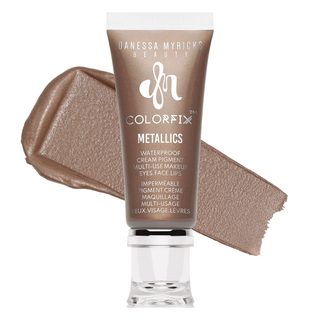 DANESSA MYRICKS
BEAUTY
COLORFIX™
METALLICS
WATERPROOF
CREAM PIGMENT
MULTI-USE MAKEUP
EYES.FACE.LIPS
IMPERMÉABLE
PIGMENT CRÈME
MAQUILLAGE
MULTI-USAGE
YEUX.VISAGE.LÈVRES